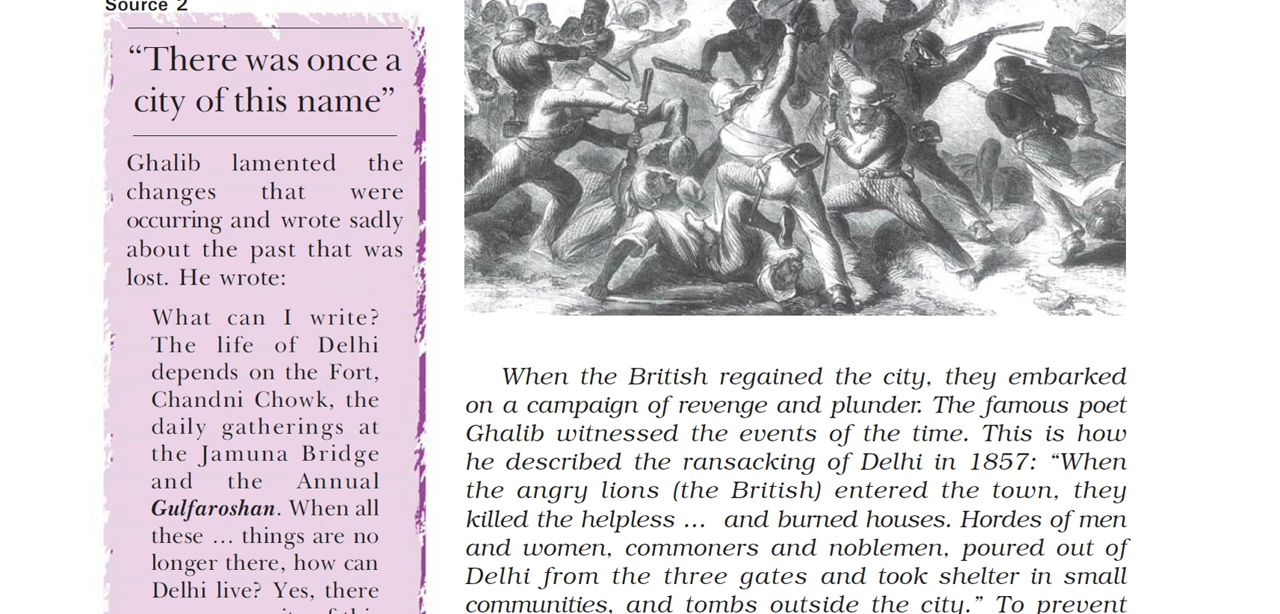 Source 2
“There was once a
city of this name”
Ghalib lamented the
changes that were
occurring and wrote sadly
about the past that was
lost. He wrote:
What can I write?
The life of Delhi
depends on the Fort,
Chandni Chowk, the
daily gatherings at
the Jamuna Bridge
and the Annual
Gulfaroshan. When all
these … things are no
longer there, how can
Delhi live? Yes, there
When the British regained the city, they embarked
on a campaign of revenge and plunder. The famous poet
Ghalib witnessed the events of the time. This is how
he described the ransacking of Delhi in 1857: “When
the angry lions (the British) entered the town, they
killed the helpless … and burned houses. Hordes of men
and women, commoners and noblemen, poured out of
Delhi from the three gates and took shelter in small
communities, and tombs outside the city.” To prevent